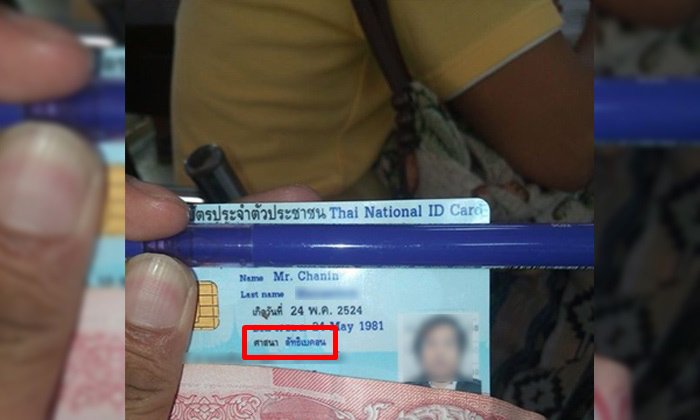 ัตรประจำตัวประชาชน Thai National ID Card
Name Mr. Chanin
Last name
เกิดวันที่ 24 พ.ค. 2524
24 May 1981
ศาสนา ลัทธิเบคอน